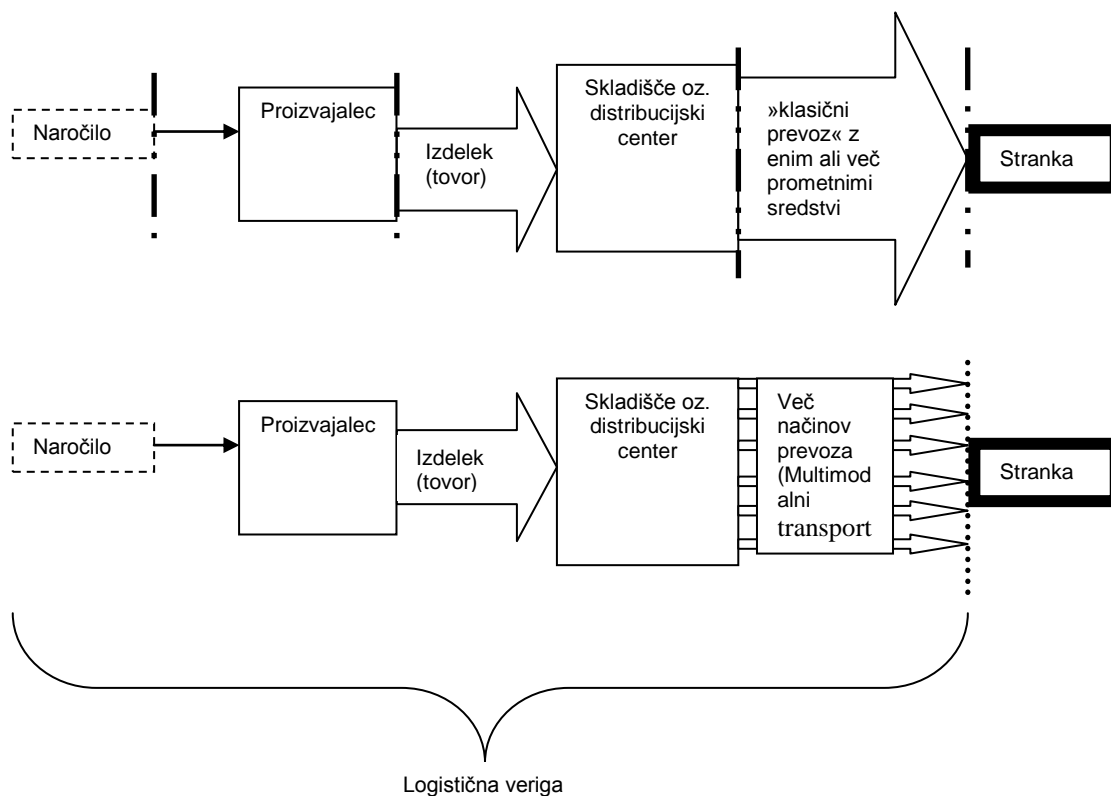 Naročilo
Proizvajalec
Izdelek
(tovor)
Skladišče oz.
distribucijski
center
»klasični
prevoz« z
enim ali več
prometnimi
sredstvi
Stranka
Naročilo
Proizvajalec
Izdelek
(tovor)
Skladišče oz.
distribucijski
center
Več
načinov
prevoza
(Multimod
alni
transport
Stranka
Logistična veriga